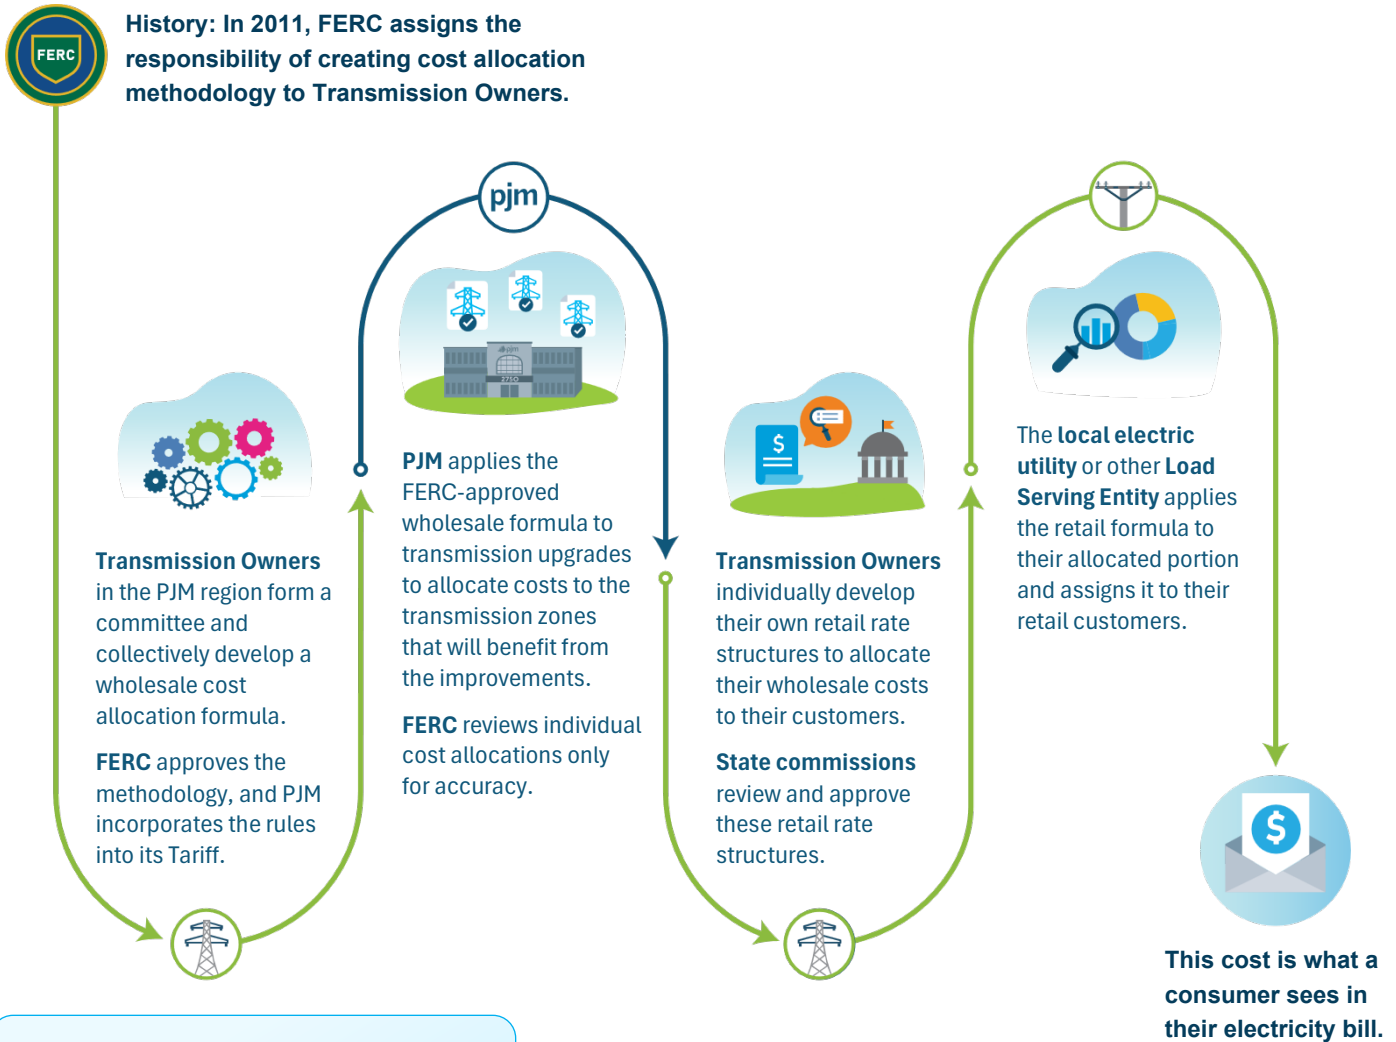 FERC
History: In 2011, FERC assigns the
responsibility of creating cost allocation
methodology to Transmission Owners.
Transmission Owners
in the PJM region form a
committee and
collectively develop a
wholesale cost
allocation formula.
FERC approves the
methodology, and PJM
incorporates the rules
into its Tariff.
pjm
pjm
2750
PJM applies the
FERC-approved
wholesale formula to
transmission upgrades
to allocate costs to the
transmission zones
that will benefit from
the improvements.
FERC reviews individual
cost allocations only
for accuracy.
$
Transmission Owners
individually develop
their own retail rate
structures to allocate
their wholesale costs
to their customers.
State commissions
review and approve
these retail rate
structures.
The local electric
utility or other Load
Serving Entity applies
the retail formula to
their allocated portion
and assigns it to their
retail customers.
$
This cost is what a
consumer sees in
their electricity bill.